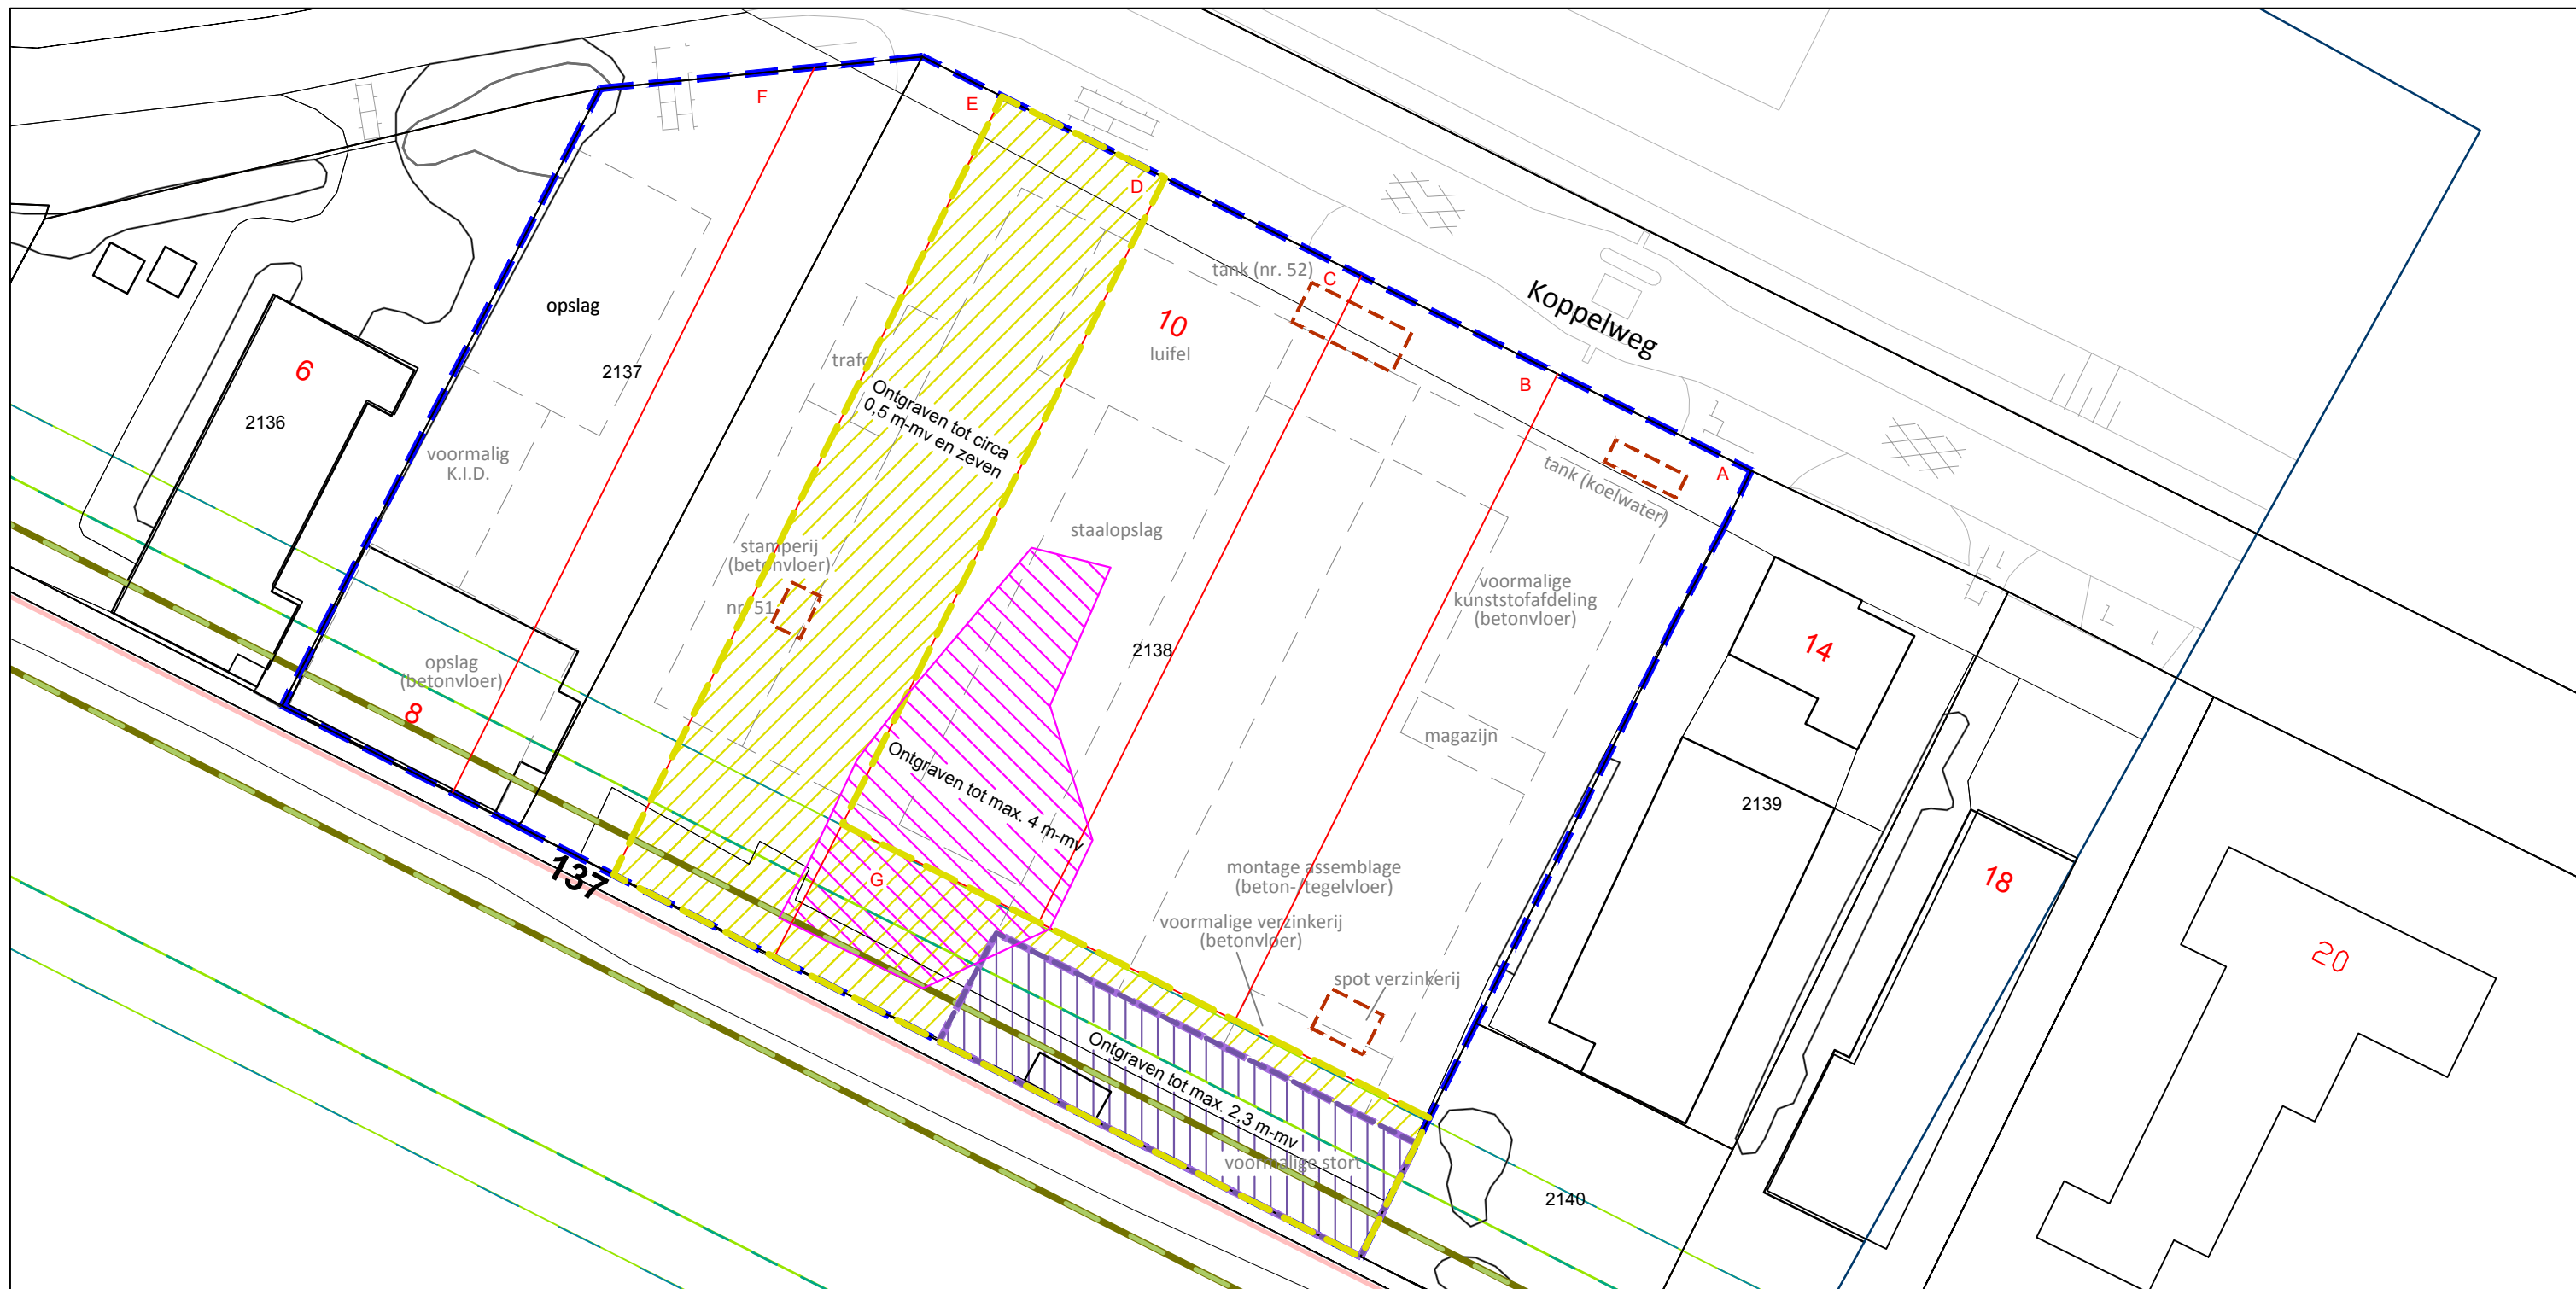 F
E
D
tank (nr. 52)
C
Koppelweg
10
luifel
opslag
6
2136
2137
trafo
B
A
Ontgraven tot circa
0,5 m-mv en zeven
voormalig
K.I.D.
tank (koelwater)
staalopslag
stamperij
(betonvloer)
nr. 51
voormalige
kunststofafdeling
(betonvloer)
14
2138
opslag
(betonvloer)
8
magazijn
Ontgraven tot max. 4 m-mv
2139
137
G
montage assemblage
(beton-/tegelvloer)
voormalige verzinkerij
(betonvloer)
18
20
spot verzinkerij
Ontgraven tot max. 2,3 m-mv
voormalige stort
2140